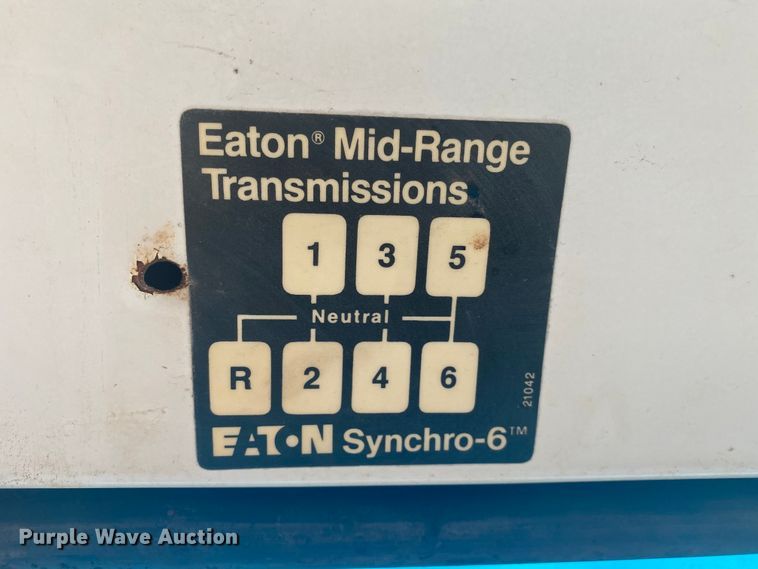 Eaton® Mid-Range
Transmissions
1 3 5
Neutral
R 2 4 6
21042
EATON Synchro-6™
Purple Wave Auction